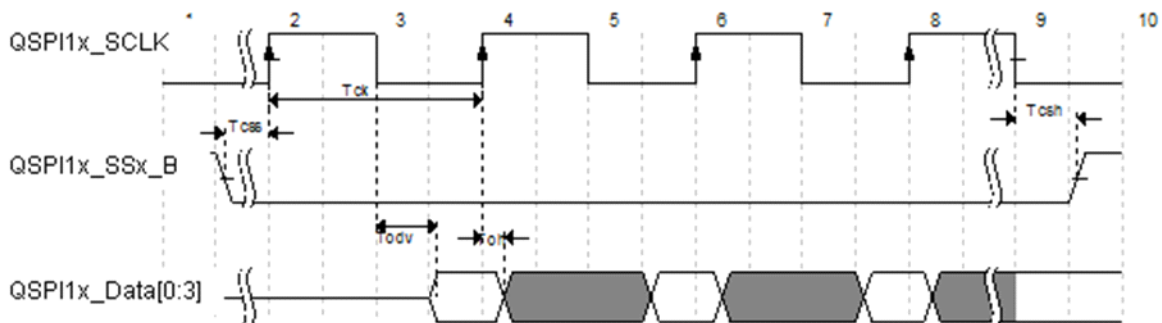 * 2 3 4 5 6 7 8 9 10
QSPI1x_SCLK
Tck
Tcss
Tcsh
QSPI1x_SSx_B
Todv
Toh
QSPI1x_Data[0:3]